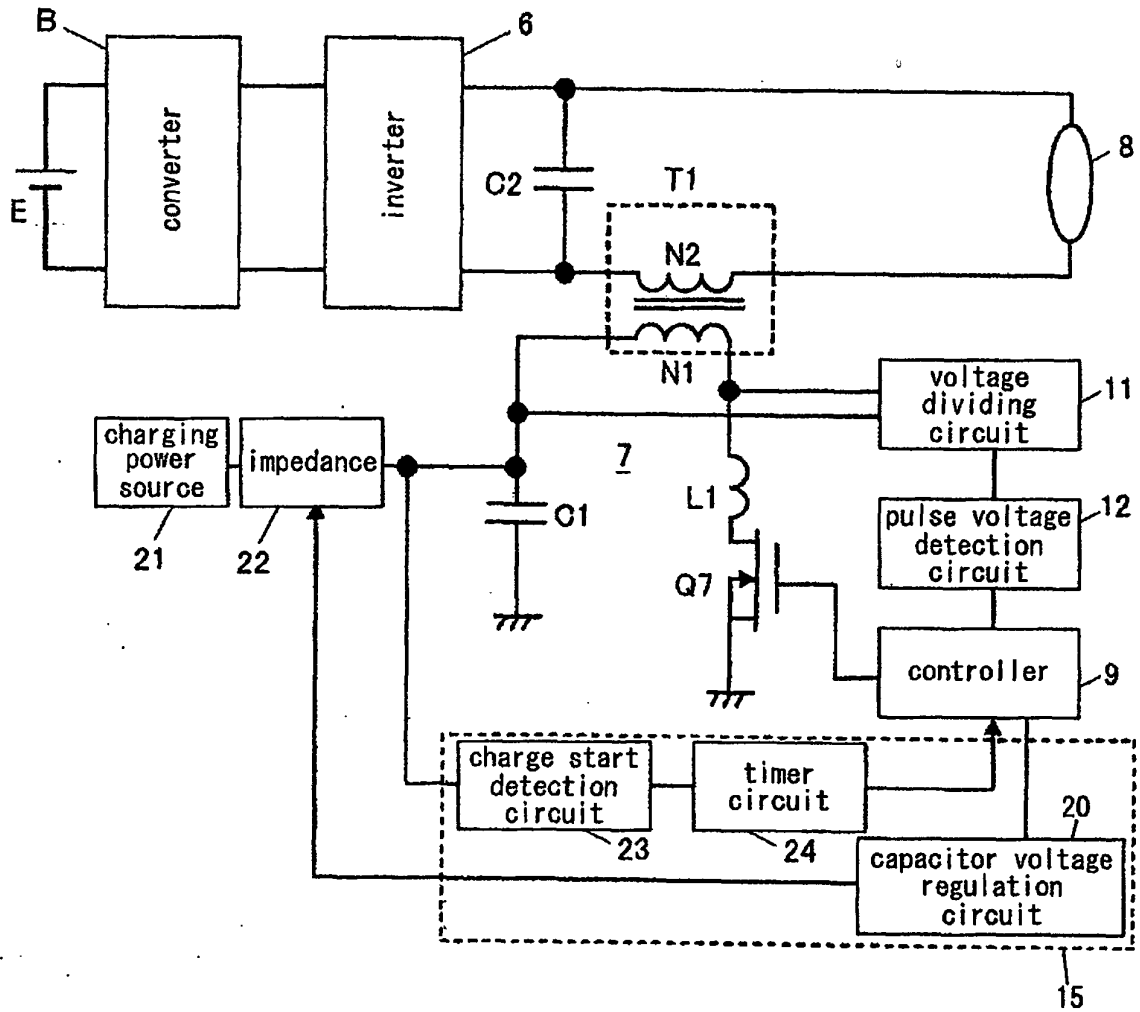 B
6
converter
inverter
E
C2
T1
N2
N1
8
voltage
dividing
circuit
11
charging
power
source
21
impedance
22
7
C1
L1
Q7
pulse voltage
detection
circuit
12
controller
9
charge start
detection
circuit
23
timer
circuit
24
20
capacitor voltage
regulation
circuit
15